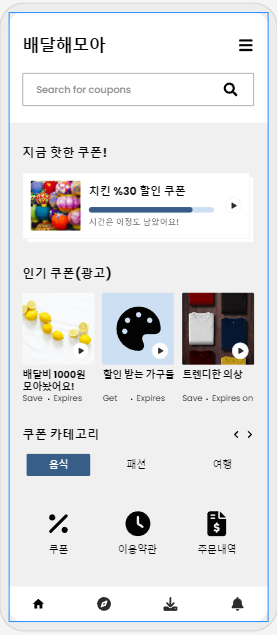 배달해모아
Search for coupons
지금 핫한 쿠폰!
치킨 %30 할인 쿠폰
시간은 이정도 남았어요!
인기 쿠폰(광고)
배달비 1000원
모아놨어요!
Save • Expires
할인 받는 가구들
Get • Expires
트렌디한 의상
Save • Expires on
쿠폰 카테고리
음식 패션 여행
쿠폰 이용약관 주문내역